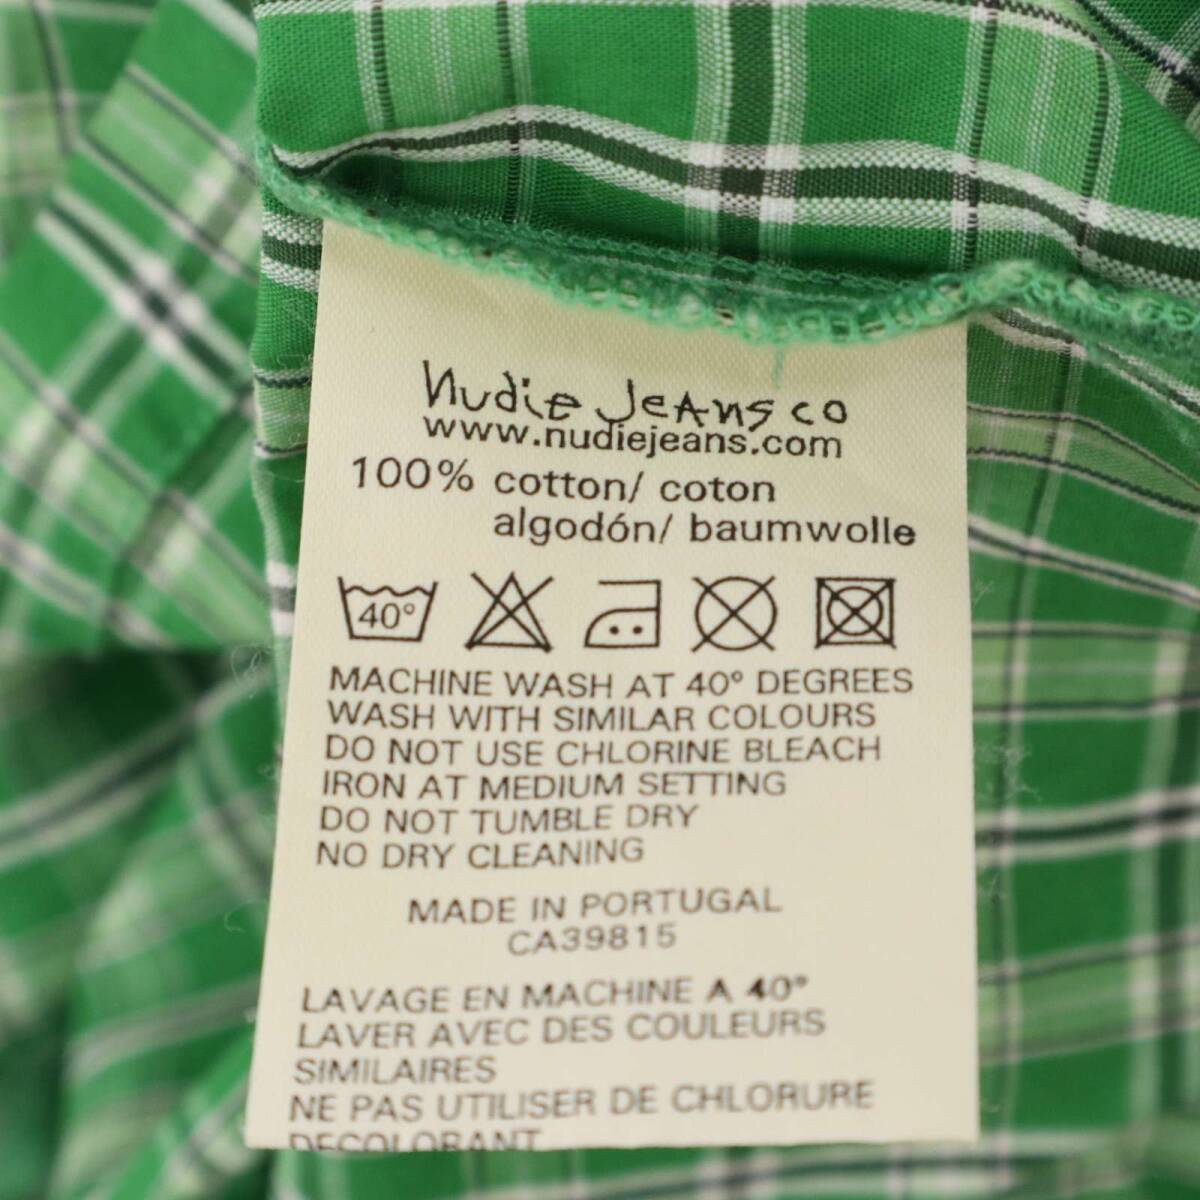 nudie jeans co
www.nudiejeans.com
100% cotton/ coton
algodón/ baumwolle
40°
MACHINE WASH AT 40° DEGREES
WASH WITH SIMILAR COLOURS
DO NOT USE CHLORINE BLEACH
IRON AT MEDIUM SETTING
DO NOT TUMBLE DRY
NO DRY CLEANING
MADE IN PORTUGAL
CA39815
LAVAGE EN MACHINE A 40°
LAVER AVEC DES COULEURS
SIMILAIRES
NE PAS UTILISER DE CHLORURE
DECOLORANT